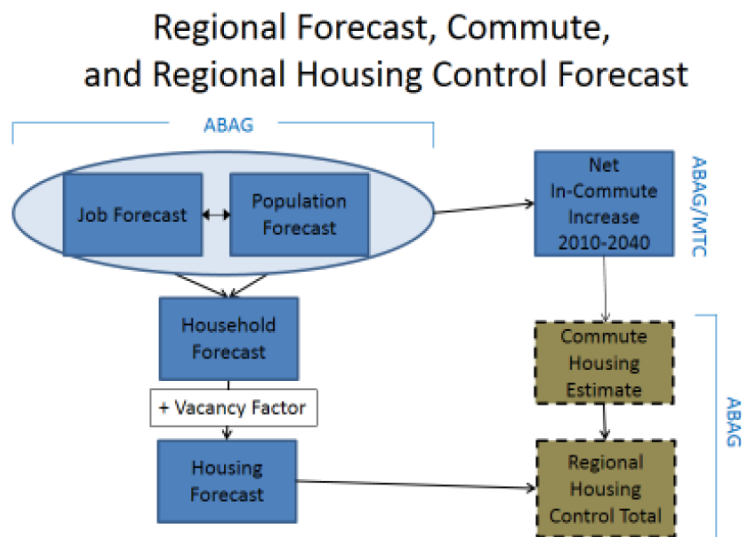 Regional Forecast, Commute,
and Regional Housing Control Forecast
ABAG
Job Forecast
Population
Forecast
Net
In-Commute
Increase
2010-2040
ABAG/MTC
Household
Forecast
+ Vacancy Factor
Housing
Forecast
Commute
Housing
Estimate
Regional
Housing
Control Total
ABAG